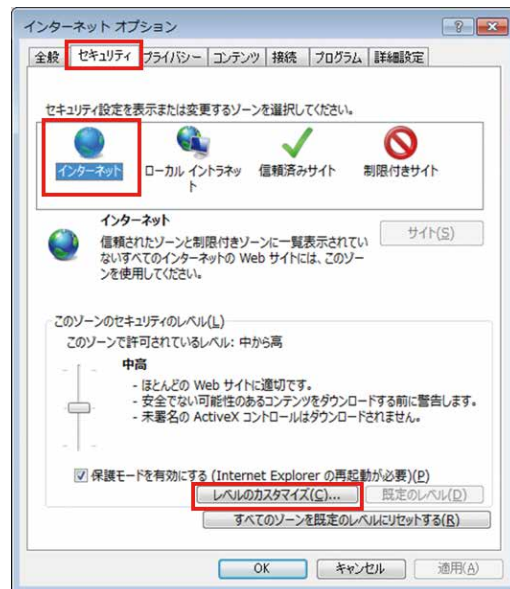 インターネット オプション
全般 セキュリティ プライバシー コンテンツ 接続 プログラム 詳細設定
セキュリティ設定を表示または変更するゾーンを選択してください。
インターネット
ローカル イントラネッ
ト
信頼済みサイト
制限付きサイト
インターネット
信頼されたゾーンと制限付きゾーンに一覧表示されてい
ないすべてのインターネットの Web サイトには、このゾー
ンを使用してください。
サイト(S)
このゾーンのセキュリティのレベル(L)
このゾーンで許可されているレベル: 中から高
中高
- ほとんどの Web サイトに適切です。
- 安全でない可能性のあるコンテンツをダウンロードする前に警告します。
- 未署名の ActiveX コントロールはダウンロードされません。
保護モードを有効にする (Internet Explorer の再起動が必要)(P)
レベルのカスタマイズ(C)... 既定のレベル(D)
すべてのゾーンを既定のレベルにリセットする(R)
OK キャンセル 適用(A)